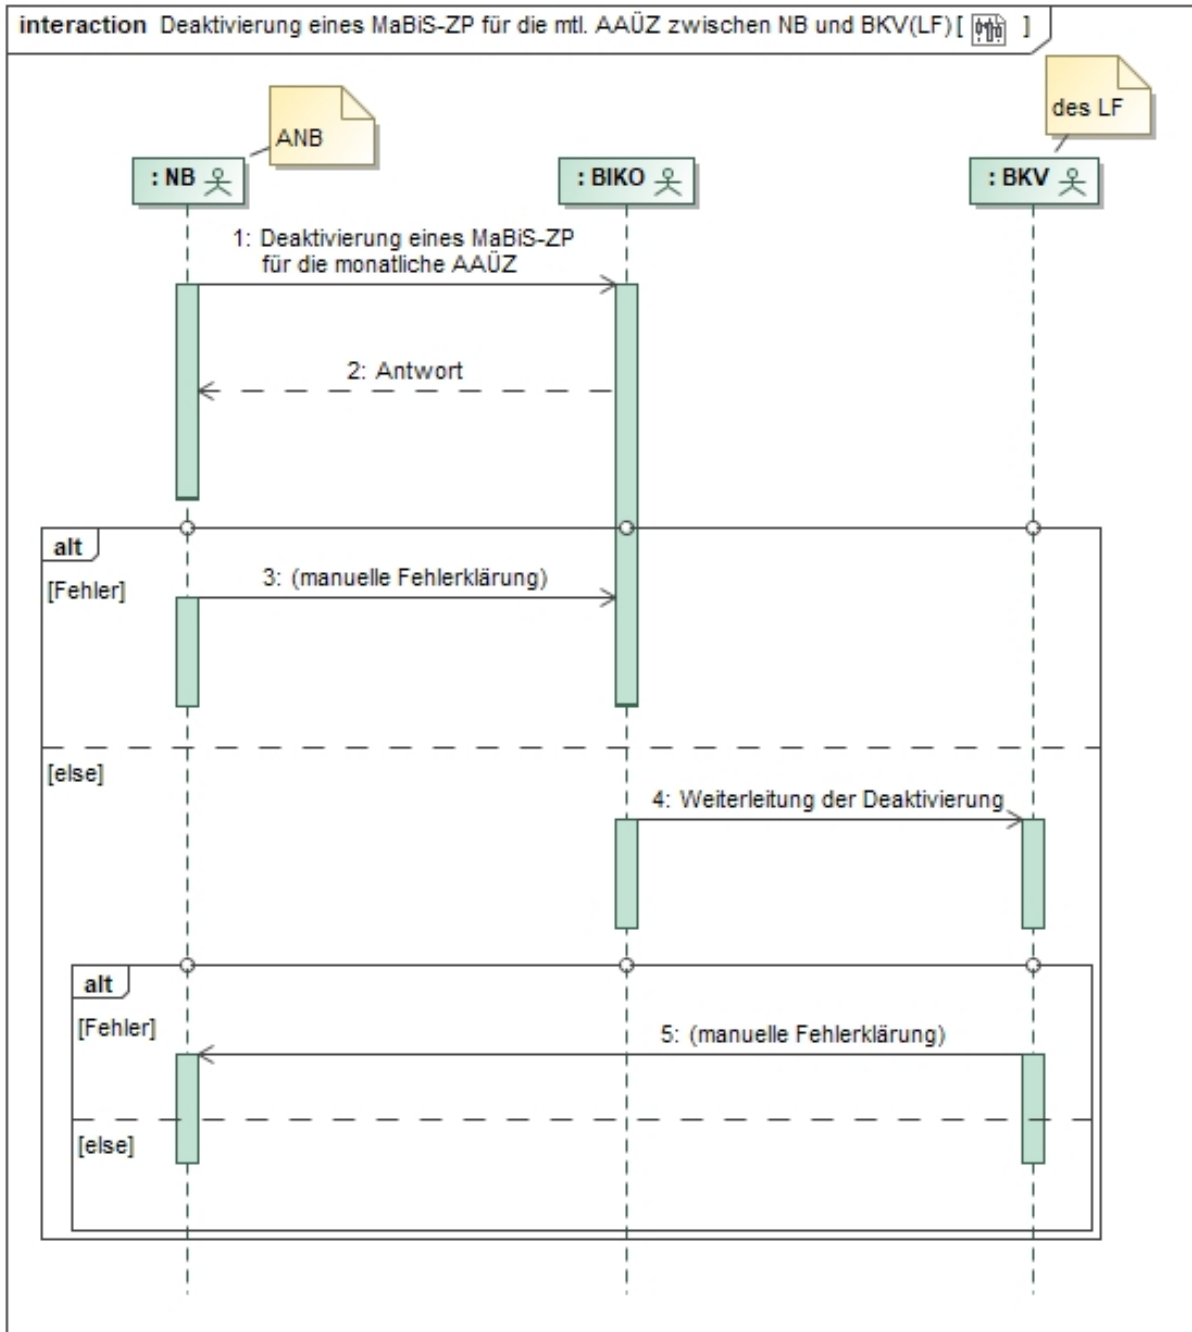 interaction Deaktivierung eines MaBiS-ZP für die mtl. AAÜZ zwischen NB und BKV(LF) [ ]
ANB
des LF
: NB
: BIKO
: BKV
1: Deaktivierung eines MaBiS-ZP
für die monatliche AAÜZ
2: Antwort
alt
[Fehler]
3: (manuelle Fehlerklärung)
[else]
4: Weiterleitung der Deaktivierung
alt
[Fehler]
5: (manuelle Fehlerklärung)
[else]